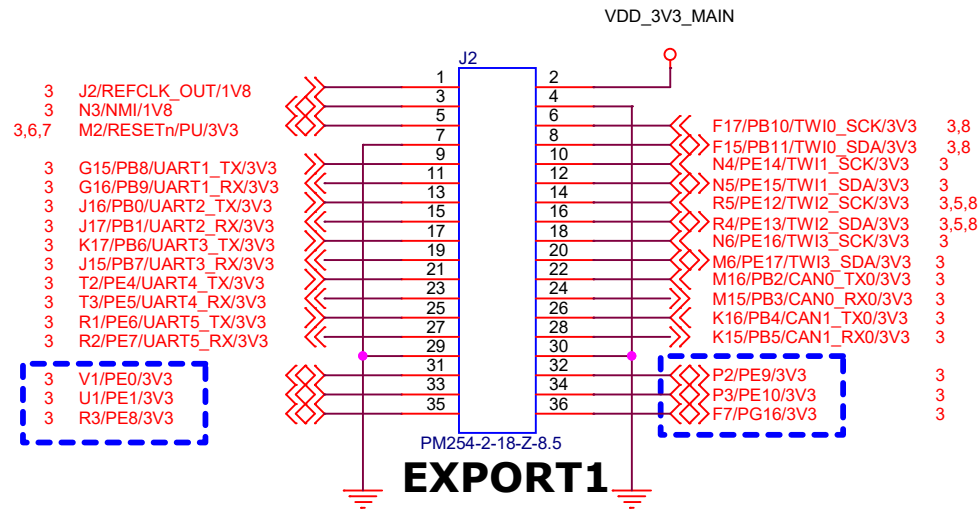 VDD_3V3_MAIN
J2
1 2
3 J2/REFCLK_OUT/1V8
3 4
3 N3/NMI/1V8
5 6
3,6,7 M2/RESETn/PU/3V3
F17/PB10/TWI0_SCK/3V3 3,8
7 8
F15/PB11/TWI0_SDA/3V3 3,8
9 10
3 G15/PB8/UART1_TX/3V3
N4/PE14/TWI1_SCK/3V3 3
11 12
3 G16/PB9/UART1_RX/3V3
N5/PE15/TWI1_SDA/3V3 3
13 14
3 J16/PB0/UART2_TX/3V3
R5/PE12/TWI2_SCK/3V3 3,5,8
15 16
3 J17/PB1/UART2_RX/3V3
R4/PE13/TWI2_SDA/3V3 3,5,8
17 18
3 K17/PB6/UART3_TX/3V3
N6/PE16/TWI3_SCK/3V3 3
19 20
3 J15/PB7/UART3_RX/3V3
M6/PE17/TWI3_SDA/3V3 3
21 22
3 T2/PE4/UART4_TX/3V3
M16/PB2/CAN0_TX0/3V3 3
23 24
3 T3/PE5/UART4_RX/3V3
M15/PB3/CAN0_RX0/3V3 3
25 26
3 R1/PE6/UART5_TX/3V3
K16/PB4/CAN1_TX0/3V3 3
27 28
3 R2/PE7/UART5_RX/3V3
K15/PB5/CAN1_RX0/3V3 3
29 30
31 32
3 V1/PE0/3V3
P2/PE9/3V3 3
33 34
3 U1/PE1/3V3
P3/PE10/3V3 3
35 36
3 R3/PE8/3V3
F7/PG16/3V3 3
PM254-2-18-Z-8.5
EXPORT1